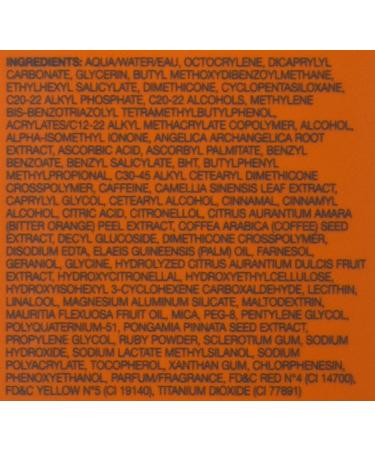 INGREDIENTS: AQUA/WATER/EAU, OCTOCRYLENE, DICAPRYLYL
CARBONATE, GLYCERIN, BUTYL METHOXYDIBENZOYLMETHANE,
ETHYLHEXYL SALICYLATE, DIMETHICONE, CYCLOPENTASILOXANE,
C20-22 ALKYL PHOSPHATE, C20-22 ALCOHOLS, METHYLENE
BIS-BENZOTRIAZOLYL TETRAMETHYLBUTYLPHENOL,
ACRYLATES/C12-22 ALKYL METHACRYLATE COPOLYMER, ALCOHOL,
ALPHA-ISOMETHYL IONONE, ANGELICA ARCHANGELICA ROOT
EXTRACT, ASCORBIC ACID, ASCORBYL PALMITATE, BENZYL
BENZOATE, BENZYL SALICYLATE, BHT, BUTYLPHENYL
METHYLPROPIONAL, C30-45 ALKYL CETEARYL DIMETHICONE
CROSSPOLYMER, CAFFEINE, CAMELLIA SINENSIS LEAF EXTRACT,
CAPRYLYL GLYCOL, CETEARYL ALCOHOL, CINNAMAL, CINNAMYL
ALCOHOL, CITRIC ACID, CITRONELLOL, CITRUS AURANTIUM AMARA
(BITTER ORANGE) PEEL EXTRACT, COFFEA ARABICA (COFFEE) SEED
EXTRACT, DECYL GLUCOSIDE, DIMETHICONE CROSSPOLYMER,
DISODIUM EDTA, ELAEIS GUINEENSIS (PALM) OIL, FARNESOL,
GERANIOL, GLYCINE, HYDROLYZED CITRUS AURANTIUM DULCIS FRUIT
EXTRACT, HYDROXYCITRONELLAL, HYDROXYETHYLCELLULOSE,
HYDROXYISOHEXYL 3-CYCLOHEXENE CARBOXALDEHYDE, LECITHIN,
LINALOOL, MAGNESIUM ALUMINUM SILICATE, MALTODEXTRIN,
MAURITIA FLEXUOSA FRUIT OIL, MICA, PEG-8, PENTYLENE GLYCOL,
POLYQUATERNIUM-51, PONGAMIA PINNATA SEED EXTRACT,
PROPYLENE GLYCOL, RUBY POWDER, SCLEROTIUM GUM, SODIUM
HYDROXIDE, SODIUM LACTATE METHYLSILANOL, SODIUM
POLYACRYLATE, TOCOPHEROL, XANTHAN GUM, CHLORPHENESIN,
PHENOXYETHANOL, PARFUM/FRAGRANCE, FD&C RED N°4 (CI 14700),
FD&C YELLOW N°5 (CI 19140), TITANIUM DIOXIDE (CI 77891)